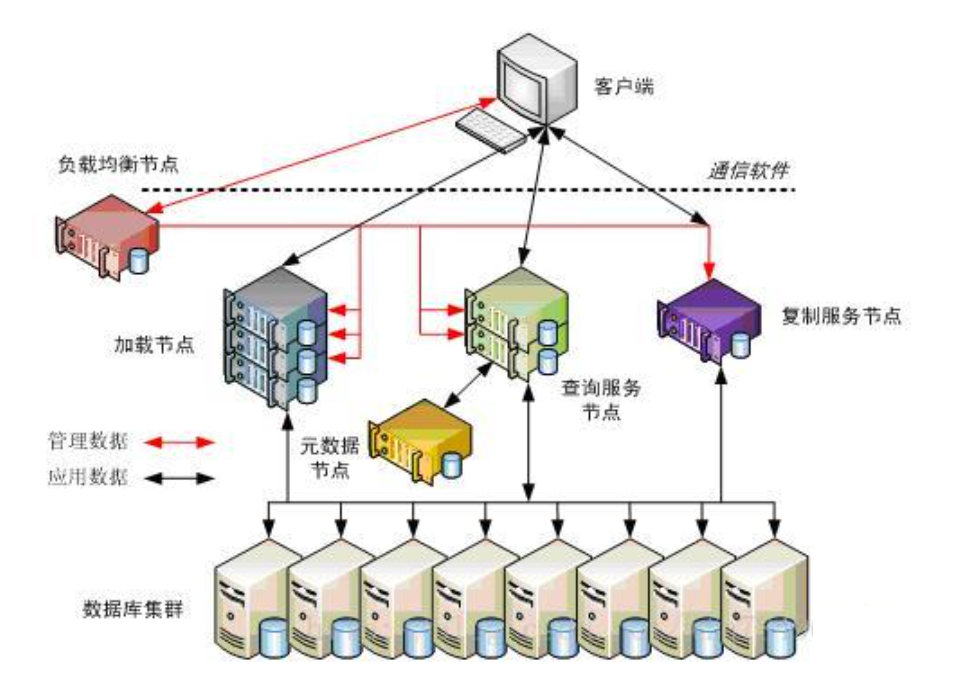 客户端
负载均衡节点
通信软件
加载节点
复制服务节点
查询服务
节点
元数据
节点
管理数据
应用数据
数据库集群